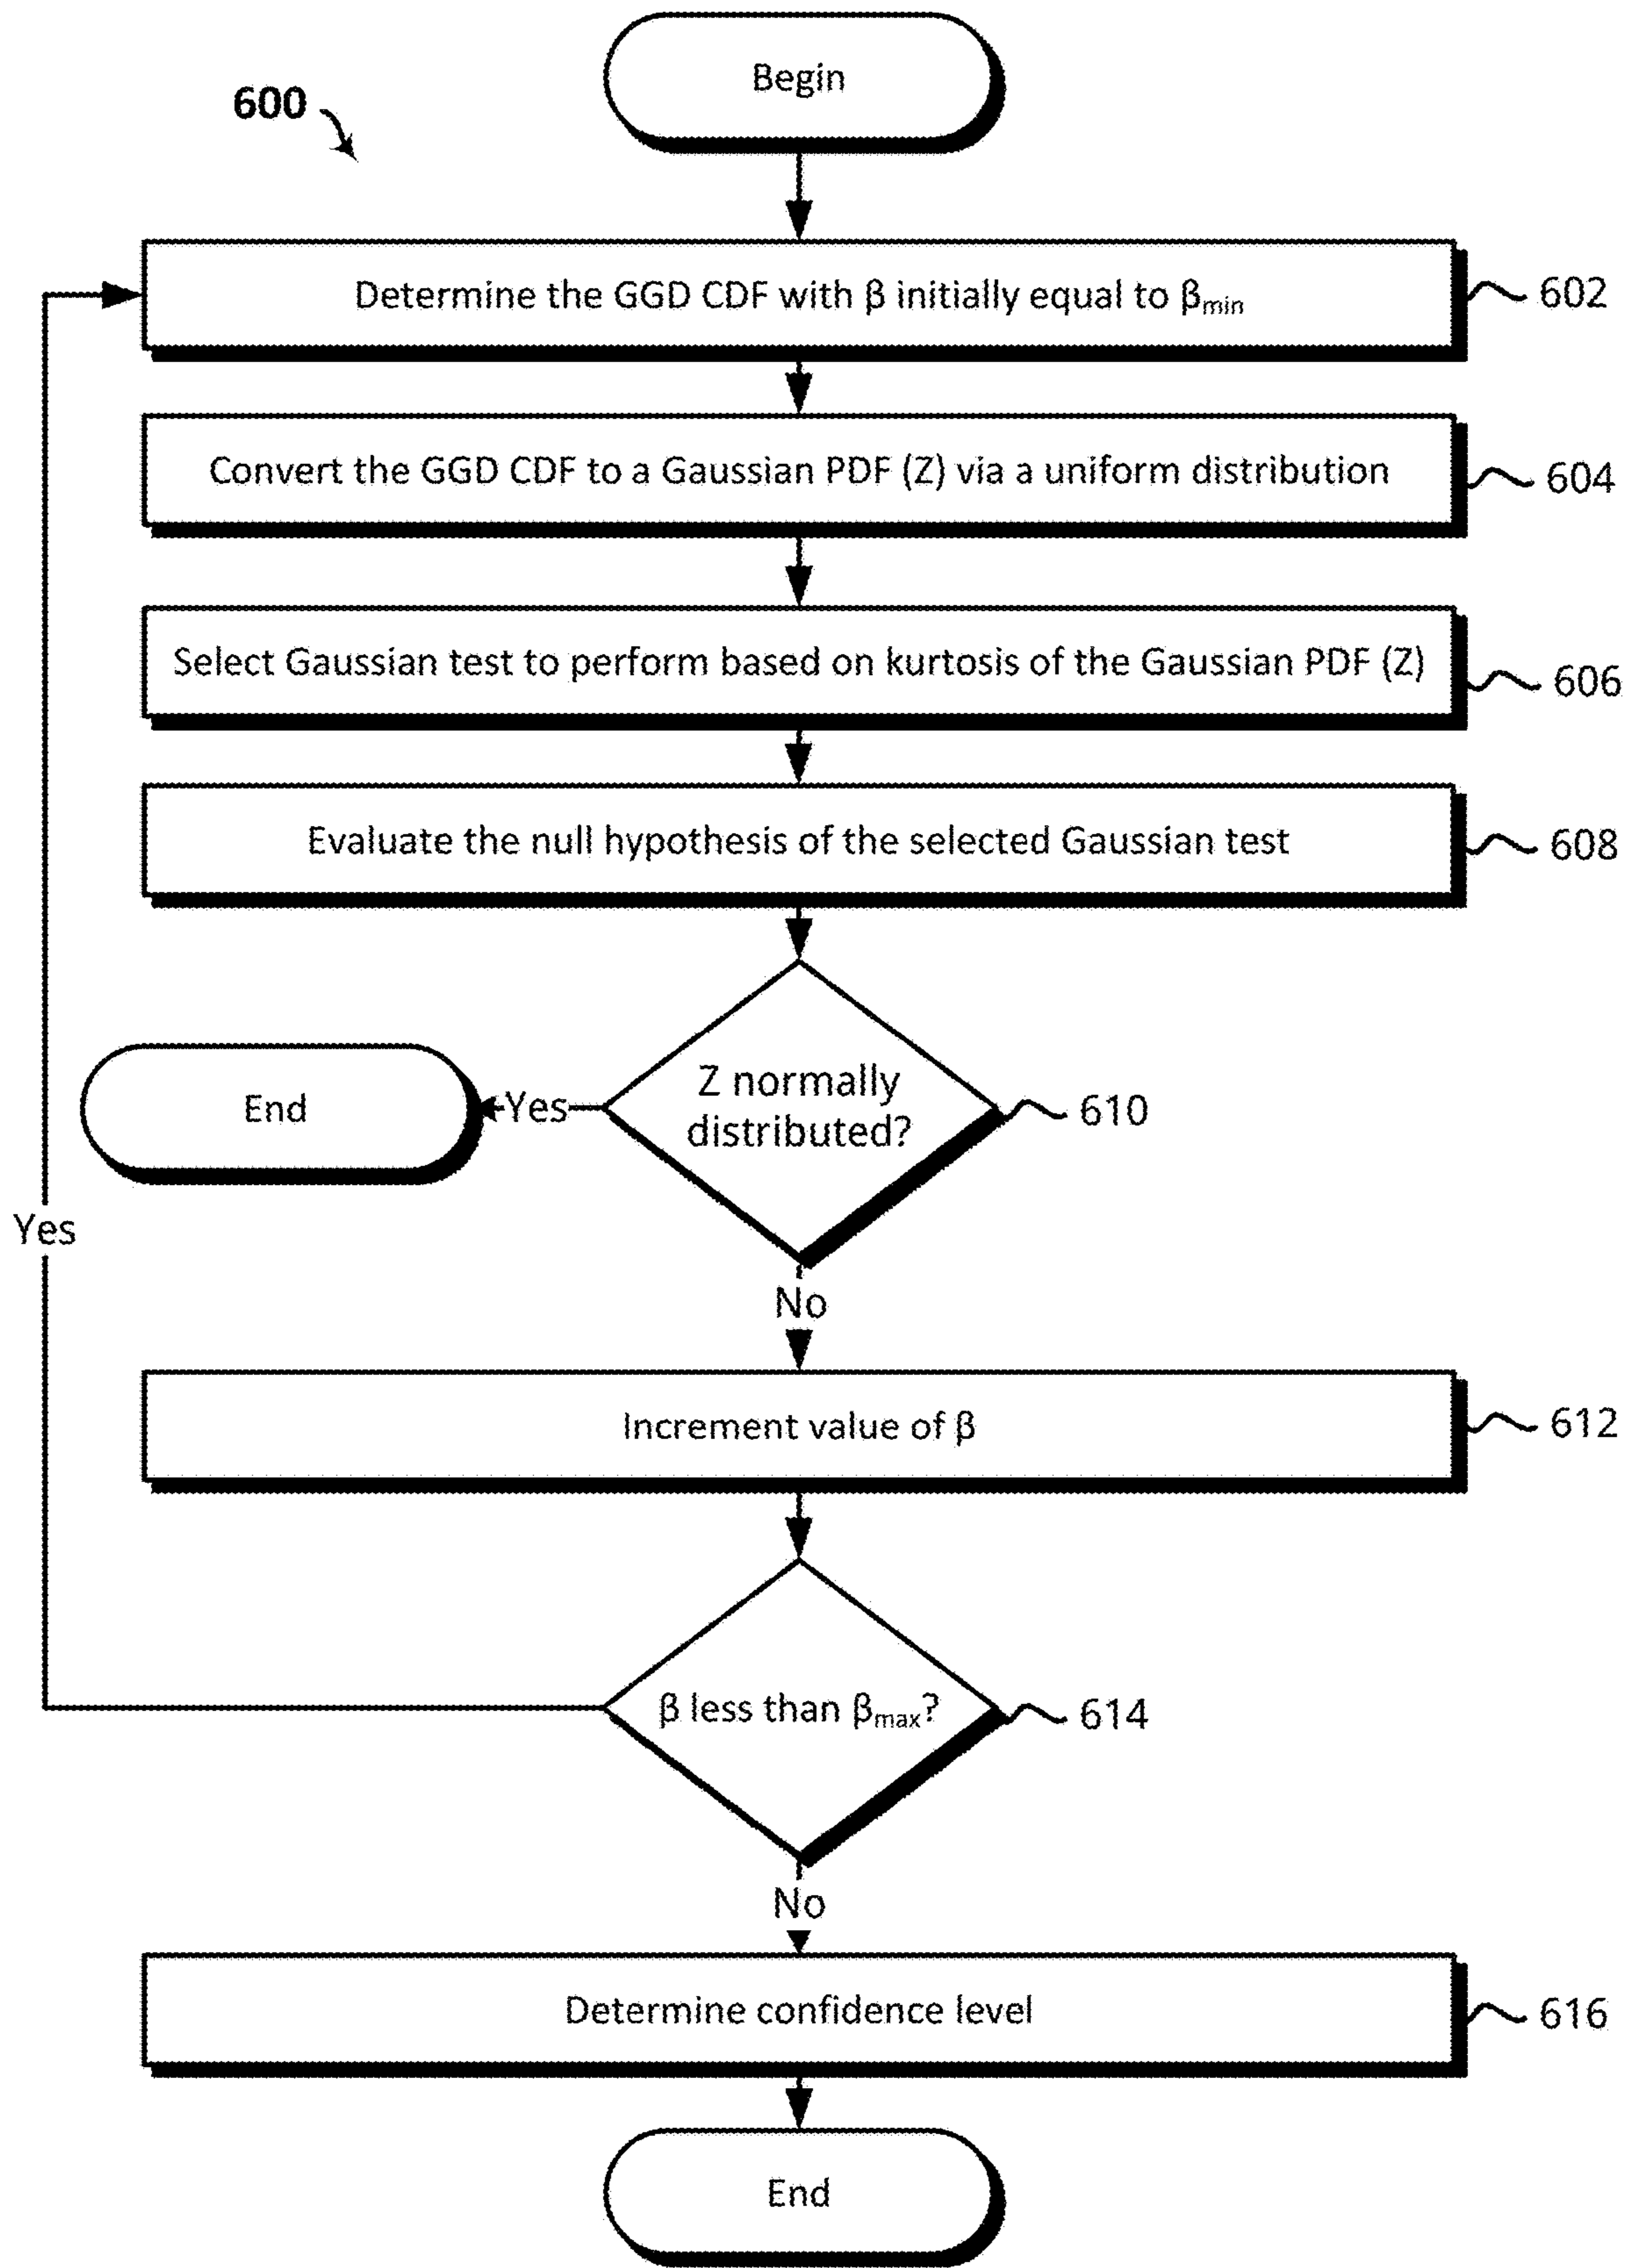 Begin
600
Determine the GGD CDF with β initially equal to βmin
602
Convert the GGD CDF to a Gaussian PDF (Z) via a uniform distribution
604
Select Gaussian test to perform based on kurtosis of the Gaussian PDF (Z)
606
Evaluate the null hypothesis of the selected Gaussian test
608
Z normally
distributed?
610
Yes
End
Yes
No
Increment value of β
612
β less than βmax?
614
No
Determine confidence level
616
End